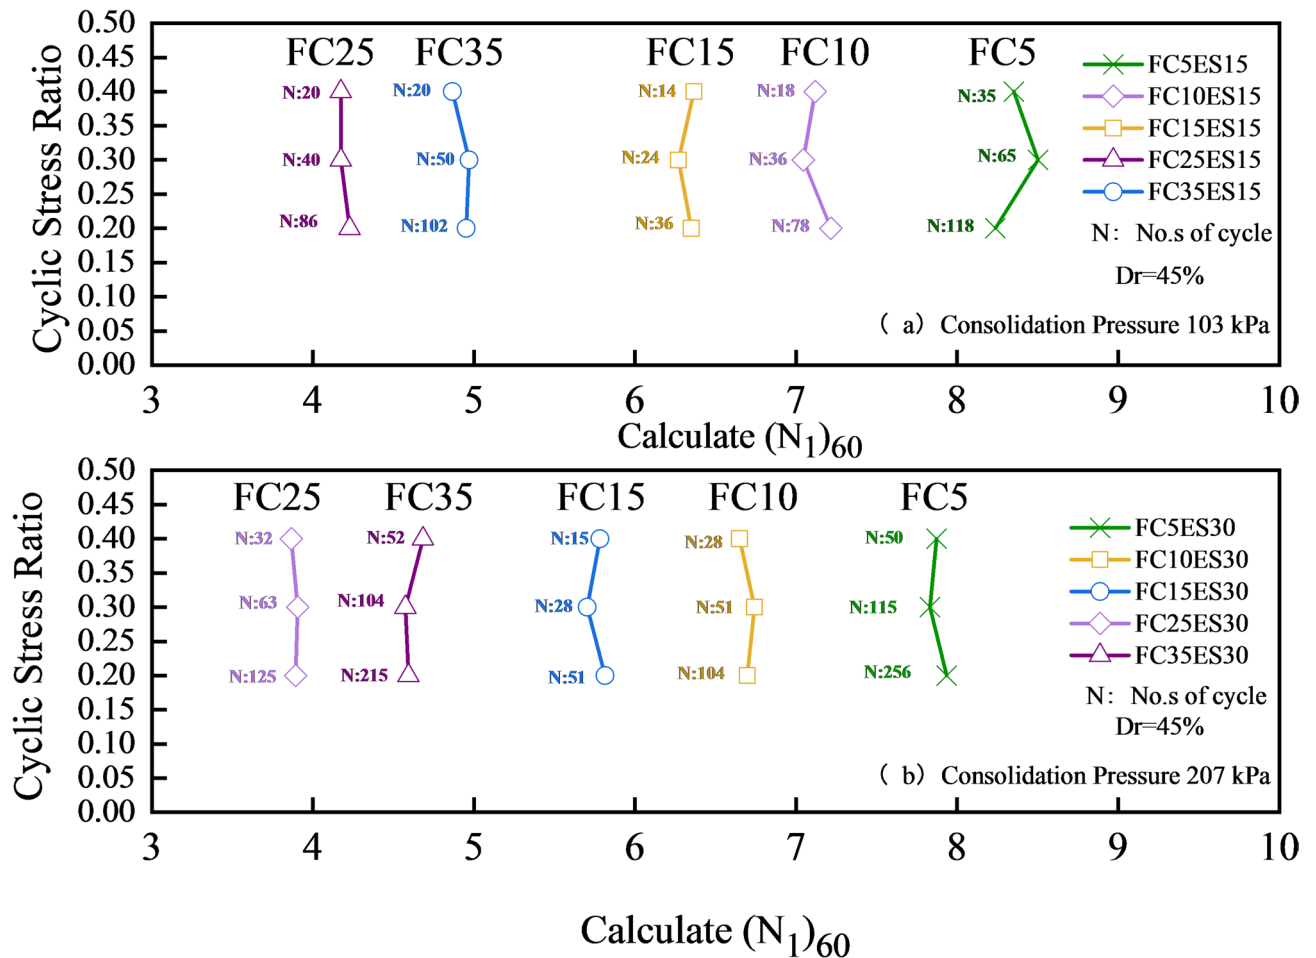 Cyclic Stress Ratio
0.50
0.45
0.40
0.35
0.30
0.25
0.20
0.15
0.10
0.05
0.00
FC25 FC35 FC15 FC10 FC5
N:20 N:20 N:14 N:18 N:35
N:40 N:50 N:24 N:36 N:65
N:86 N:102 N:36 N:78 N:118
FC5ES15
FC10ES15
FC15ES15
FC25ES15
FC35ES15
N: No.s of cycle
Dr=45%
( a) Consolidation Pressure 103 kPa
3 4 5 6 7 8 9 10
Calculate (N1)60
Cyclic Stress Ratio
0.50
0.45
0.40
0.35
0.30
0.25
0.20
0.15
0.10
0.05
0.00
FC25 FC35 FC15 FC10 FC5
N:32 N:52 N:15 N:28 N:50
N:63 N:104 N:28 N:51 N:115
N:125 N:215 N:51 N:104 N:256
FC5ES30
FC10ES30
FC15ES30
FC25ES30
FC35ES30
N: No.s of cycle
Dr=45%
( b) Consolidation Pressure 207 kPa
3 4 5 6 7 8 9 10
Calculate (N1)60